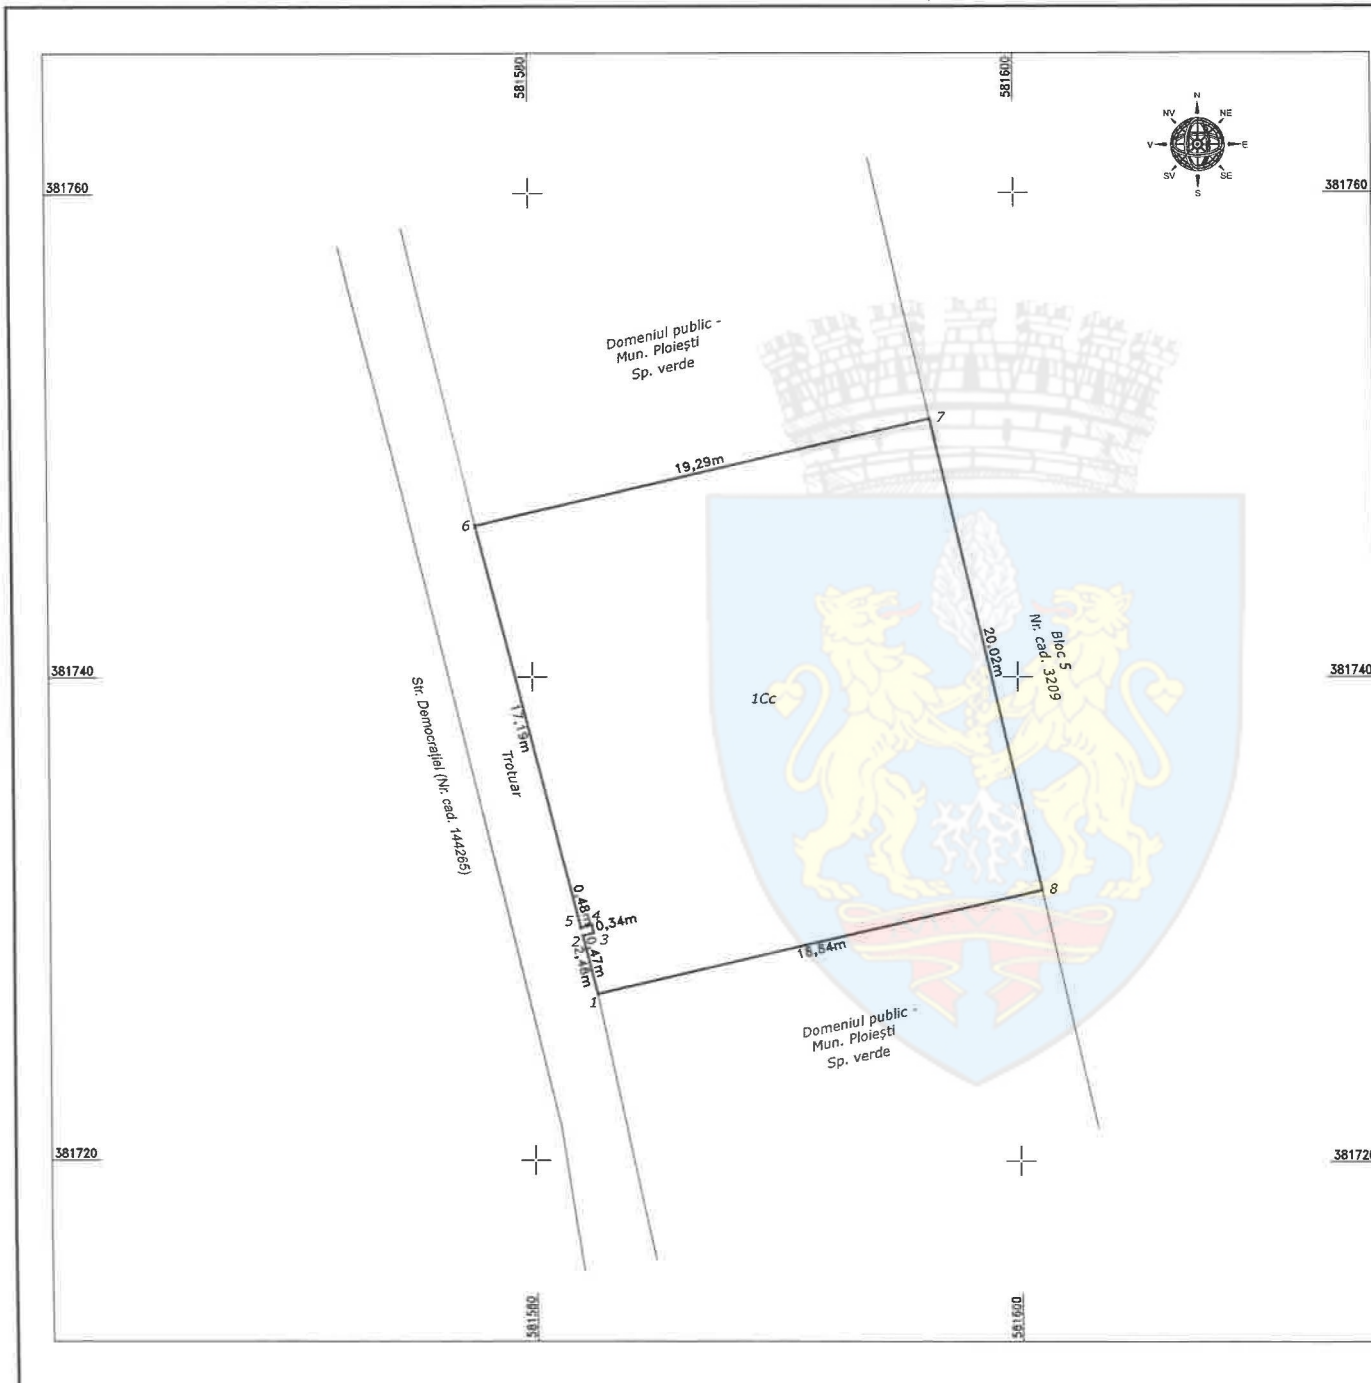 581580
581600
N
NV
NE
V
E
SV
SE
S
381760
381760
Domeniul public -
Mun. Ploiești
Sp. verde
7
19,29m
6
20,02m
Bloc 5
Nr. cad. 3209
381740
381740
1Cc
17,19m
Str. Democrației (Nr. cad. 144265)
Trotuar
8
0,48m
4
5
0,34m
2
3
0,47m
2,48m
18,84m
1
Domeniul public -
Mun. Ploiești
Sp. verde
381720
381720
581580
581600